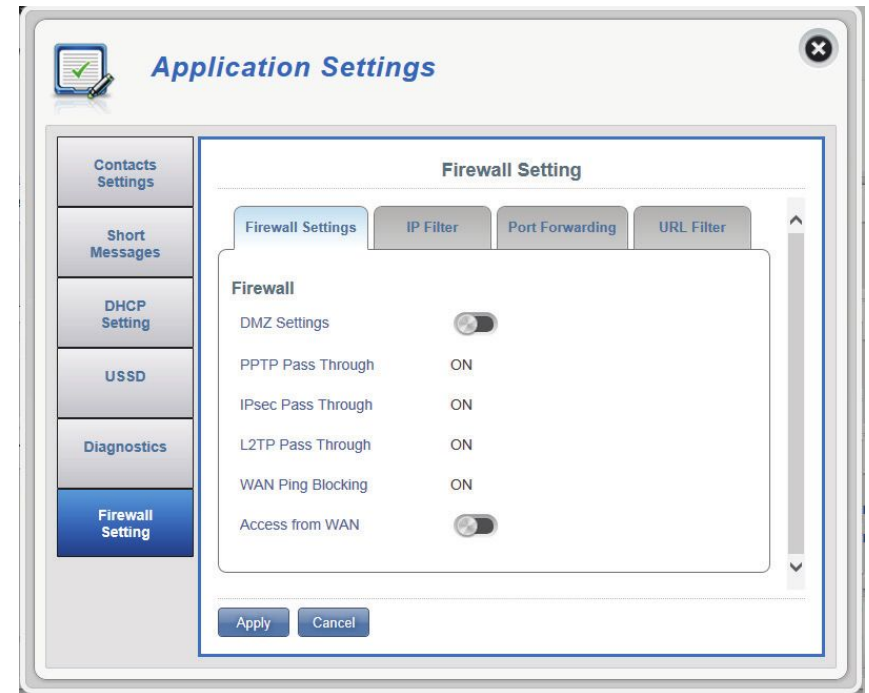 Application Settings
Contacts
Settings
Short
Messages
DHCP
Setting
USSD
Diagnostics
Firewall
Setting
Firewall Setting
Firewall Settings
IP Filter
Port Forwarding
URL Filter
Firewall
DMZ Settings
PPTP Pass Through ON
IPsec Pass Through ON
L2TP Pass Through ON
WAN Ping Blocking ON
Access from WAN
Apply
Cancel